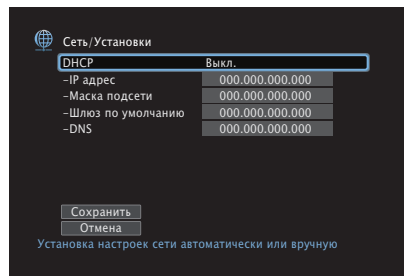 Сеть/Установки
DHCP Выкл.
–IP адрес 000.000.000.000
–Маска подсети 000.000.000.000
–Шлюз по умолчанию 000.000.000.000
–DNS 000.000.000.000
Сохранить
Отмена
Установка настроек сети автоматически или вручную